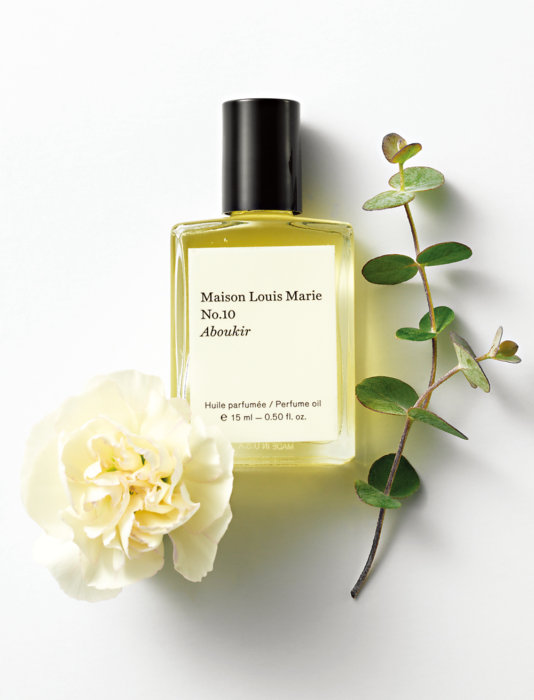 Maison Louis Marie
No.10
Aboukir
Huile parfumée / Perfume oil
℮ 15 ml — 0.50 fl. oz.